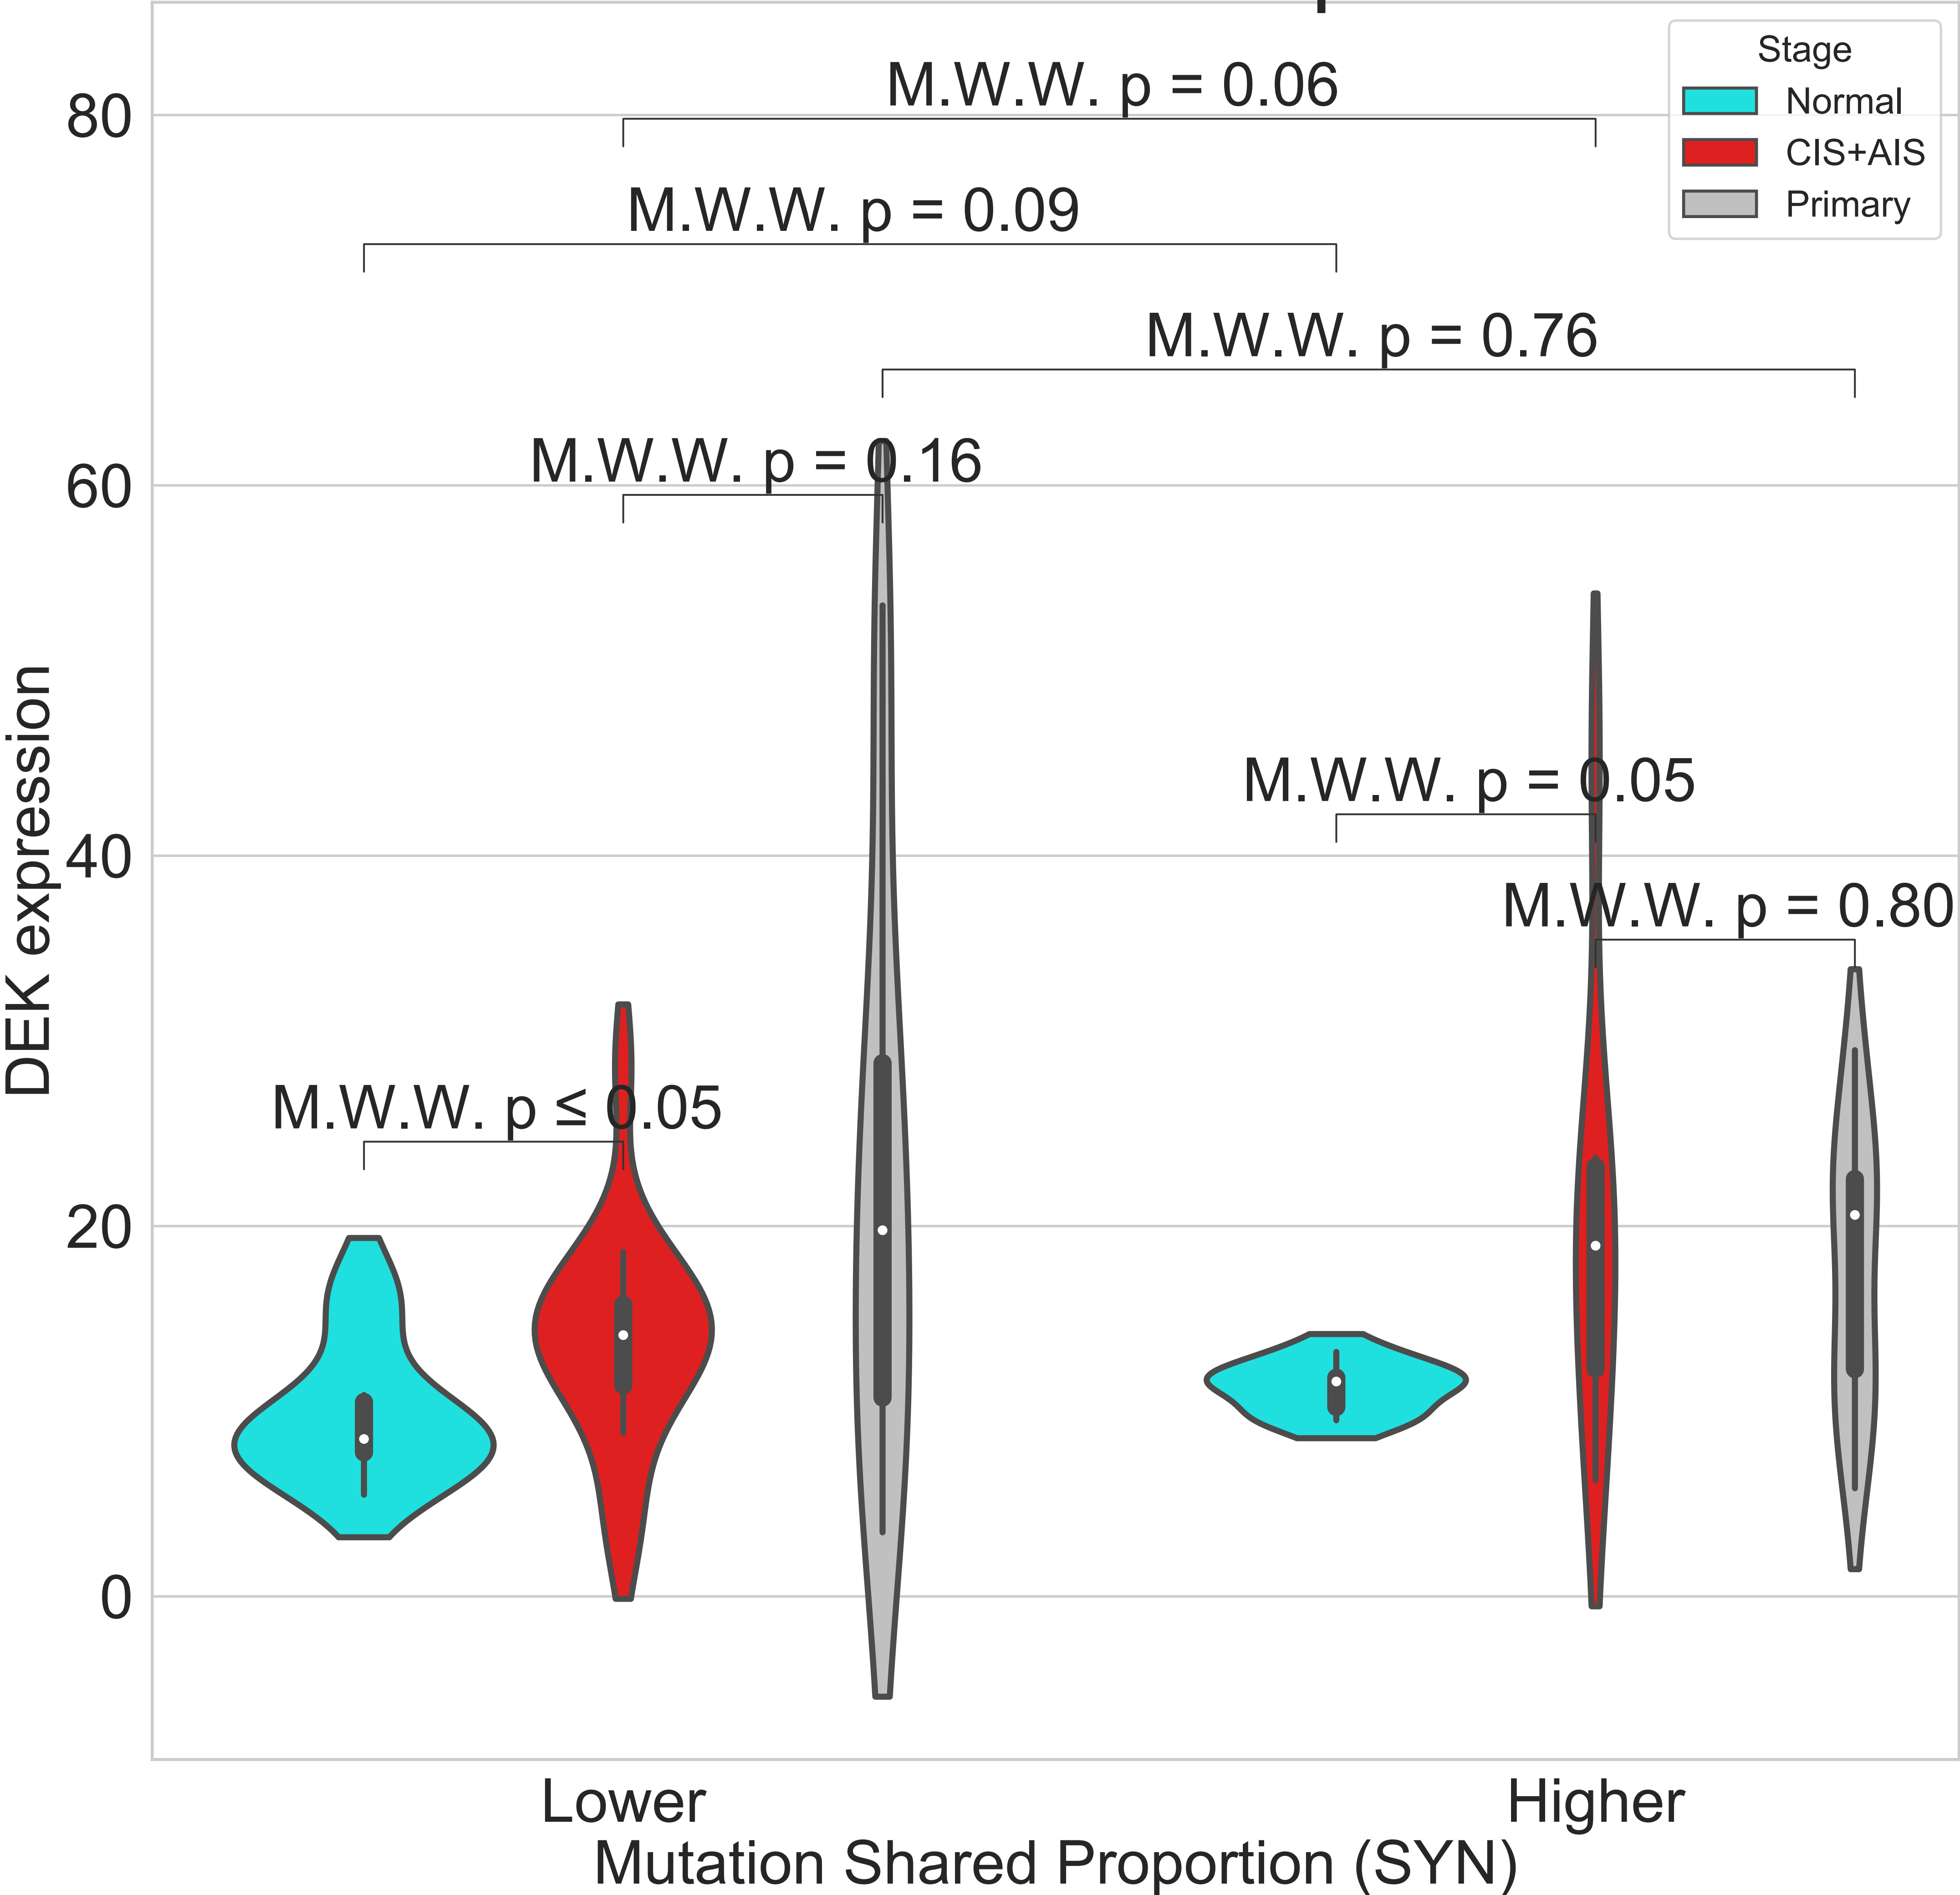 Stage
Normal
CIS+AIS
Primary
M.W.W. p = 0.06
M.W.W. p = 0.09
M.W.W. p = 0.76
M.W.W. p = 0.16
M.W.W. p = 0.05
M.W.W. p = 0.80
M.W.W. p ≤ 0.05
80
60
40
20
0
DEK expression
Lower
Higher
Mutation Shared Proportion (SYN)